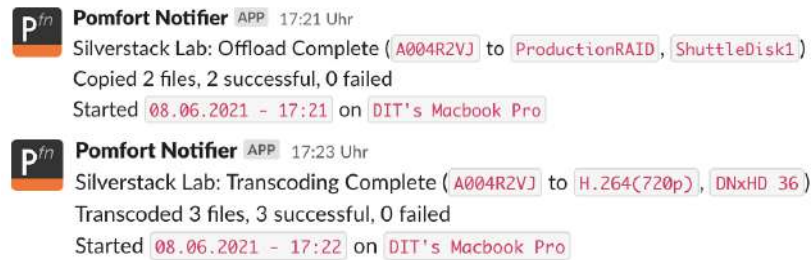 Pfn Pomfort Notifier APP 17:21 Uhr
Silverstack Lab: Offload Complete ( A004R2VJ to ProductionRAID , ShuttleDisk1 )
Copied 2 files, 2 successful, 0 failed
Started 08.06.2021 - 17:21 on DIT's Macbook Pro
Pfn Pomfort Notifier APP 17:23 Uhr
Silverstack Lab: Transcoding Complete ( A004R2VJ to H.264(720p) , DNxHD 36 )
Transcoded 3 files, 3 successful, 0 failed
Started 08.06.2021 - 17:22 on DIT's Macbook Pro